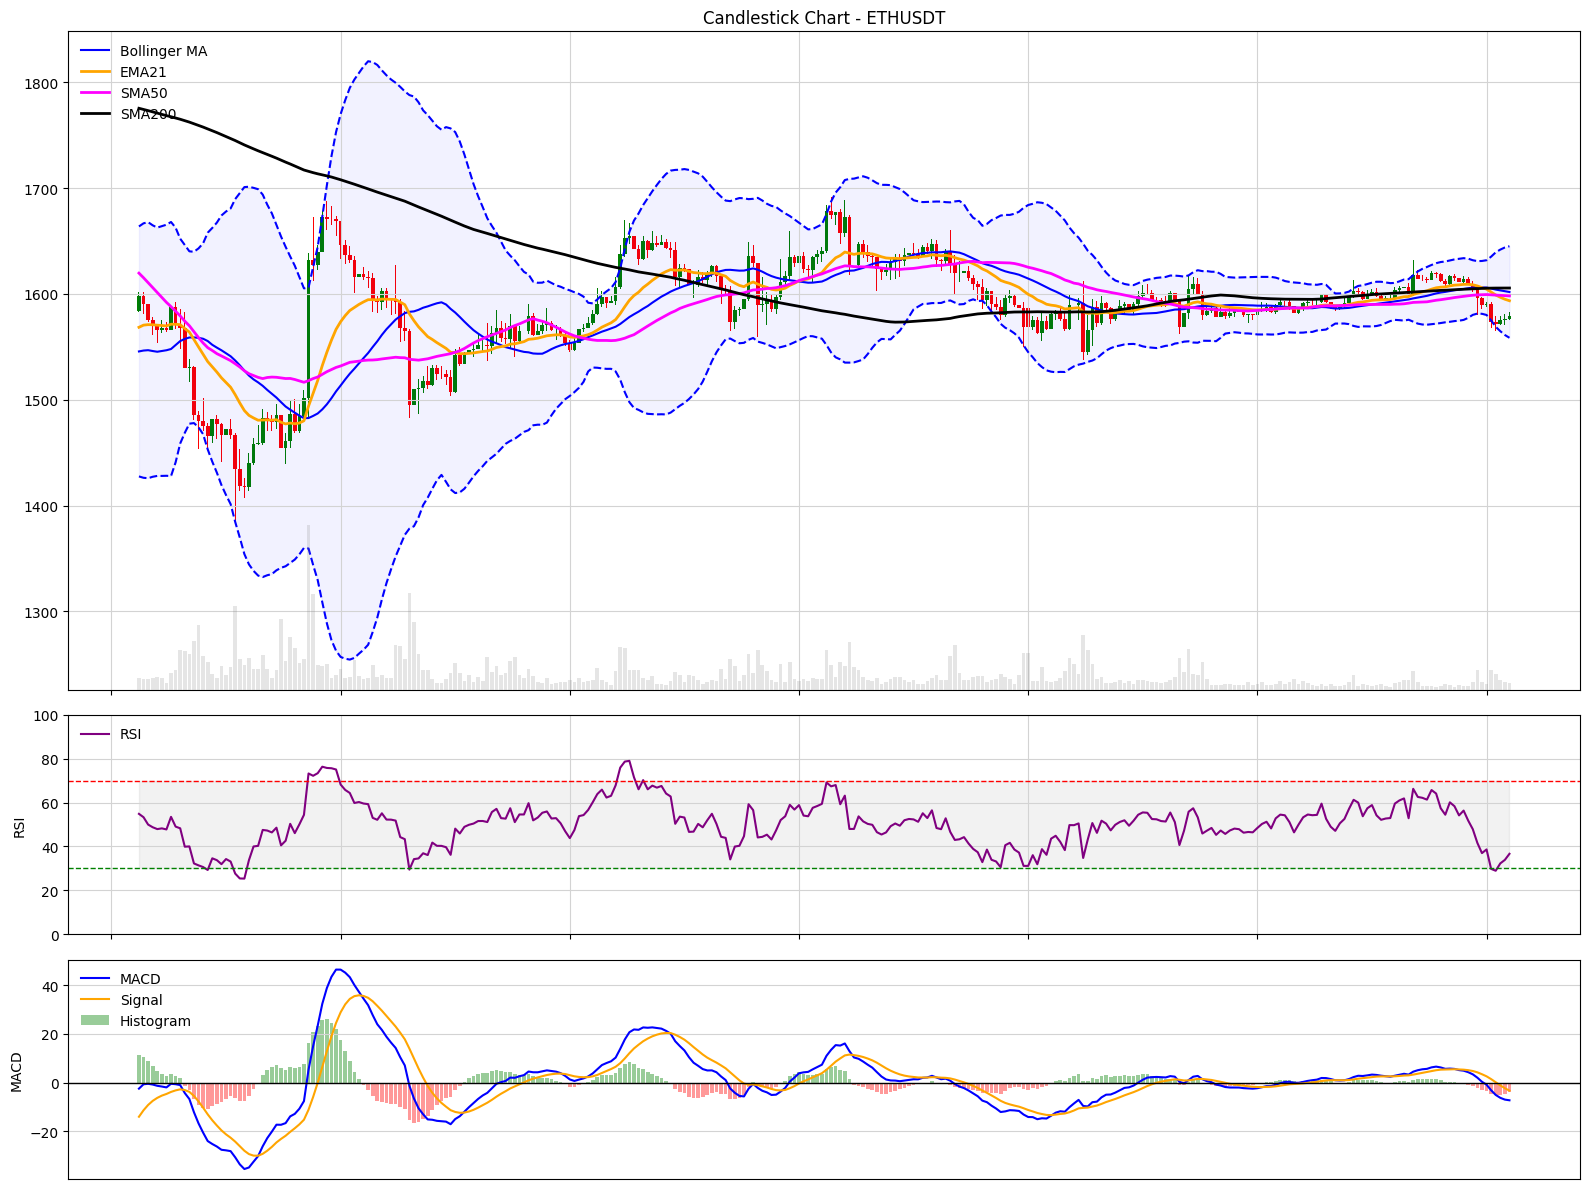 Candlestick Chart - ETHUSDT
Bollinger MA
EMA21
SMA50
SMA200
1800
1700
1600
1500
1400
1300
RSI
100
80
60
40
20
0
RSI
MACD
Signal
Histogram
40
20
0
−20
MACD